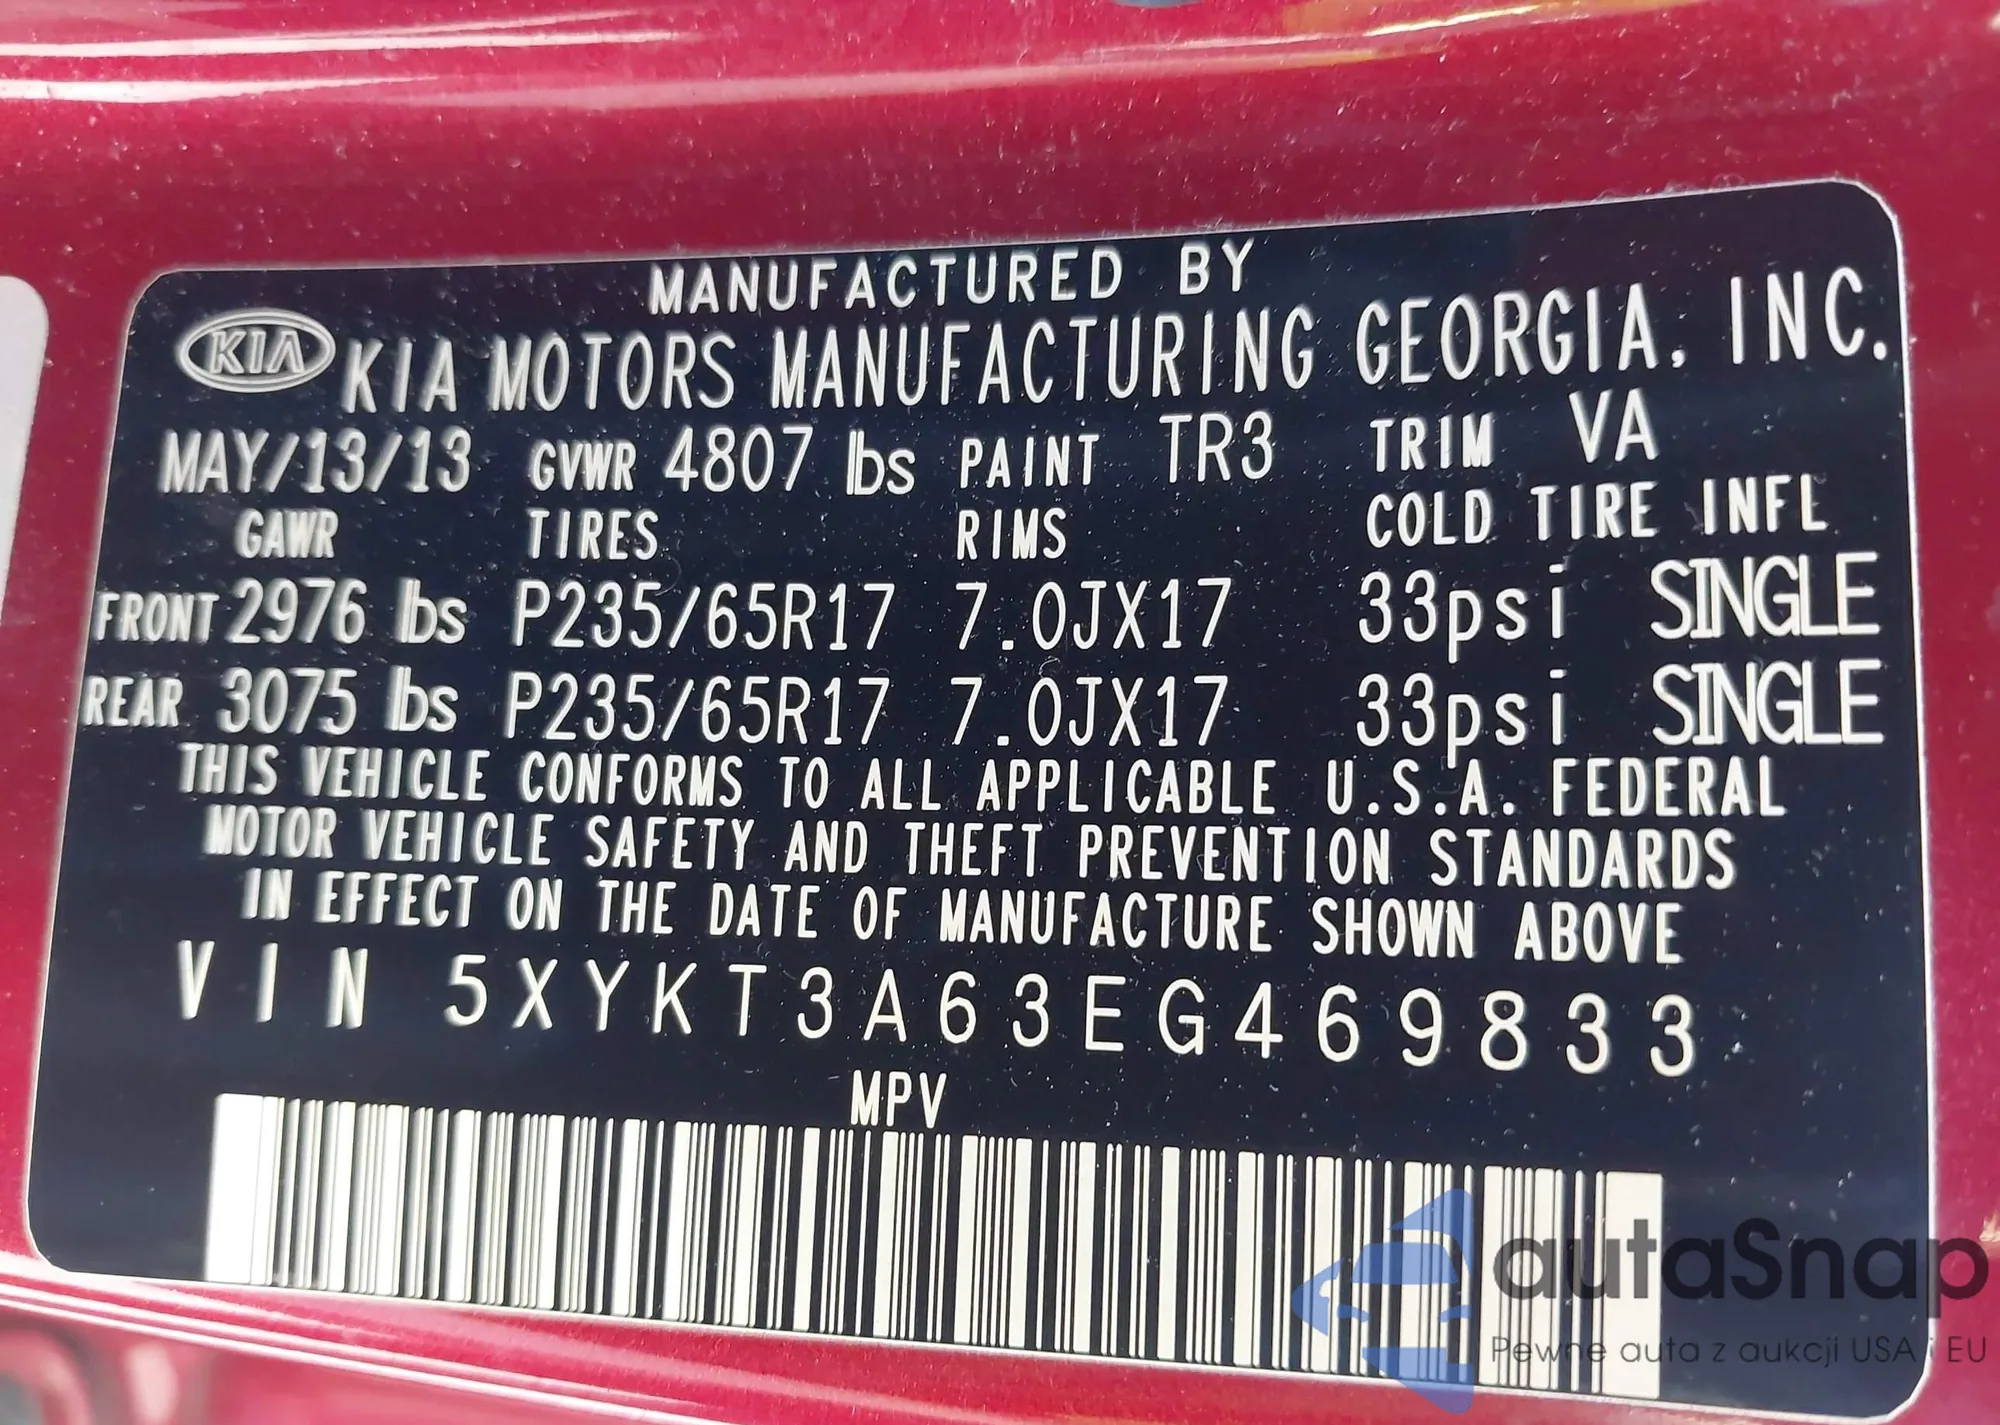 MANUFACTURED BY
KIA KIA MOTORS MANUFACTURING GEORGIA, INC.
MAY/13/13 GVWR 4807 lbs PAINT TR3 TRIM VA
GAWR TIRES RIMS COLD TIRE INFL
FRONT 2976 lbs P235/65R17 7.0JX17 33psi SINGLE
REAR 3075 lbs P235/65R17 7.0JX17 33psi SINGLE
THIS VEHICLE CONFORMS TO ALL APPLICABLE U.S.A. FEDERAL
MOTOR VEHICLE SAFETY AND THEFT PREVENTION STANDARDS
IN EFFECT ON THE DATE OF MANUFACTURE SHOWN ABOVE
VIN 5XYKT3A63EG469833
MPV
autaSnap
Pewne auta z aukcji USA i EU